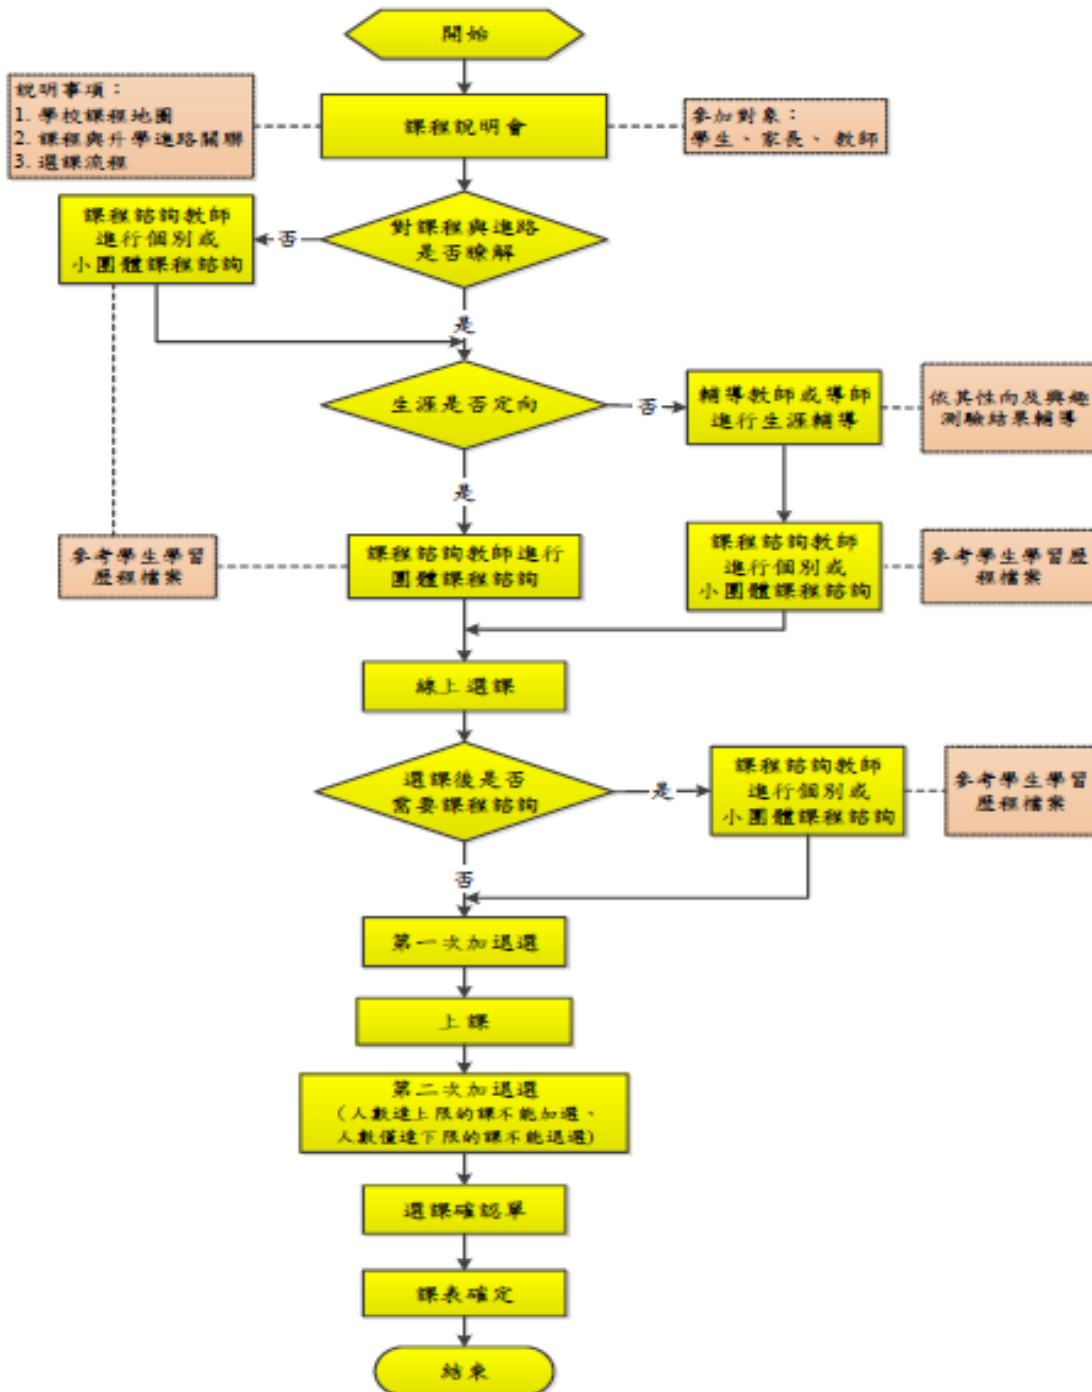 開始
說明事項：
1. 學校課程地圖
2. 課程與升學進路關聯
3. 選課流程
課程說明會
參加對象：
學生、家長、教師
對課程與進路
是否瞭解
否
課程諮詢教師
進行個別或
小團體課程諮詢
是
生涯是否定向
否
輔導教師或導師
進行生涯輔導
依其性向及興趣
測驗結果輔導
是
參考學生學習
歷程檔案
課程諮詢教師進行
團體課程諮詢
課程諮詢教師
進行個別或
小團體課程諮詢
參考學生學習歷
程檔案
線上選課
選課後是否
需要課程諮詢
是
課程諮詢教師
進行個別或
小團體課程諮詢
參考學生學習
歷程檔案
否
第一次加退選
上課
第二次加退選
(人數達上限的課不能加選、
人數僅達下限的課不能退選)
選課確認單
課表確定
結束